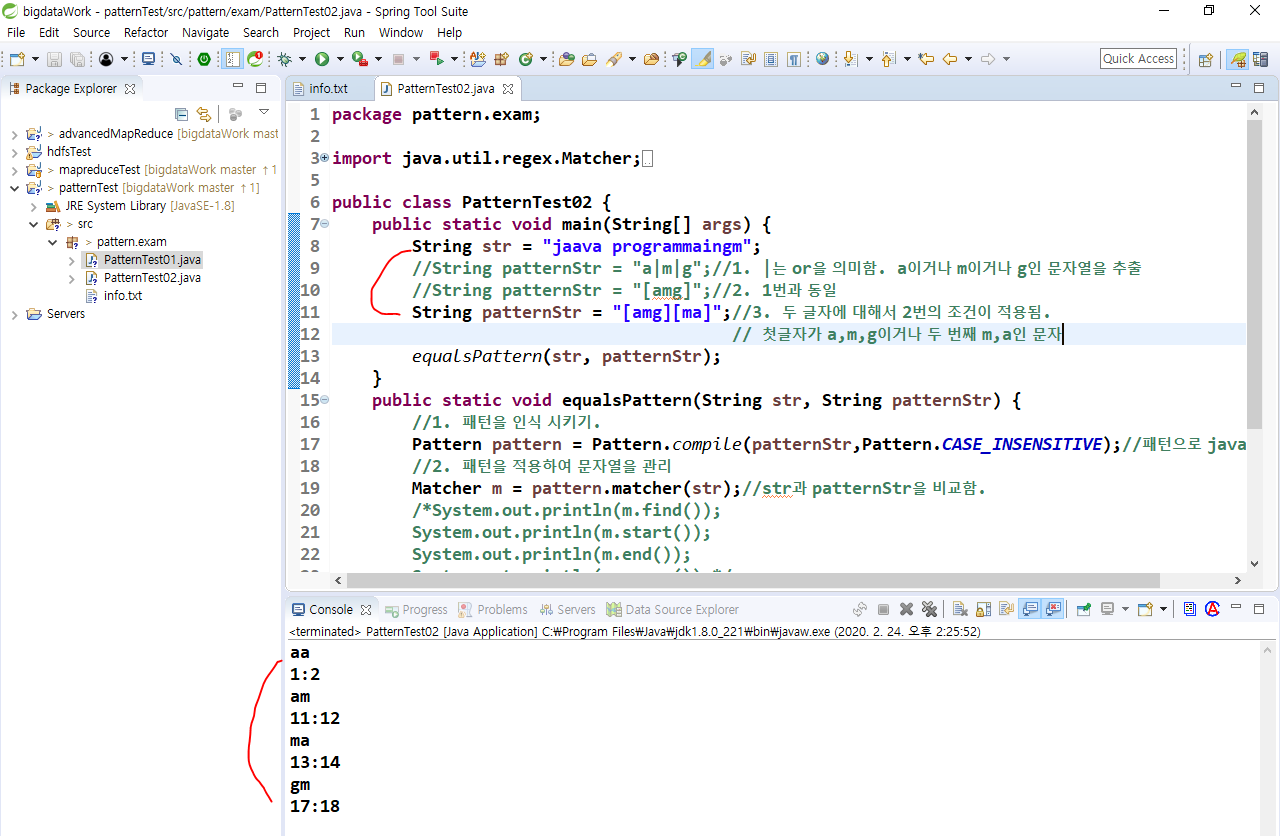 bigdataWork - patternTest/src/pattern/exam/PatternTest02.java - Spring Tool Suite
File Edit Source Refactor Navigate Search Project Run Window Help
Quick Access
Package Explorer
> advancedMapReduce [bigdataWork mast
hdfsTest
> mapreduceTest [bigdataWork master ↑1
> patternTest [bigdataWork master ↑1]
JRE System Library [JavaSE-1.8]
> src
> pattern.exam
PatternTest01.java
PatternTest02.java
info.txt
Servers
info.txt PatternTest02.java
1 package pattern.exam;
2
3 import java.util.regex.Matcher;
5
6 public class PatternTest02 {
7 public static void main(String[] args) {
8 String str = "jaava programmaingm";
9 //String patternStr = "a|m|g";//1. |는 or을 의미함. a이거나 m이거나 g인 문자열을 추출
10 //String patternStr = "[amg]";//2. 1번과 동일
11 String patternStr = "[amg][ma]";//3. 두 글자에 대해서 2번의 조건이 적용됨.
12 // 첫글자가 a,m,g이거나 두 번째 m,a인 문자
13 equalsPattern(str, patternStr);
14 }
15 public static void equalsPattern(String str, String patternStr) {
16 //1. 패턴을 인식 시키기.
17 Pattern pattern = Pattern.compile(patternStr,Pattern.CASE_INSENSITIVE);//패턴으로 java
18 //2. 패턴을 적용하여 문자열을 관리
19 Matcher m = pattern.matcher(str);//str과 patternStr을 비교함.
20 /*System.out.println(m.find());
21 System.out.println(m.start());
22 System.out.println(m.end());
Console Progress Problems Servers Data Source Explorer
<terminated> PatternTest02 [Java Application] C:₩Program Files₩Java₩jdk1.8.0_221₩bin₩javaw.exe (2020. 2. 24. 오후 2:25:52)
aa
1:2
am
11:12
ma
13:14
gm
17:18